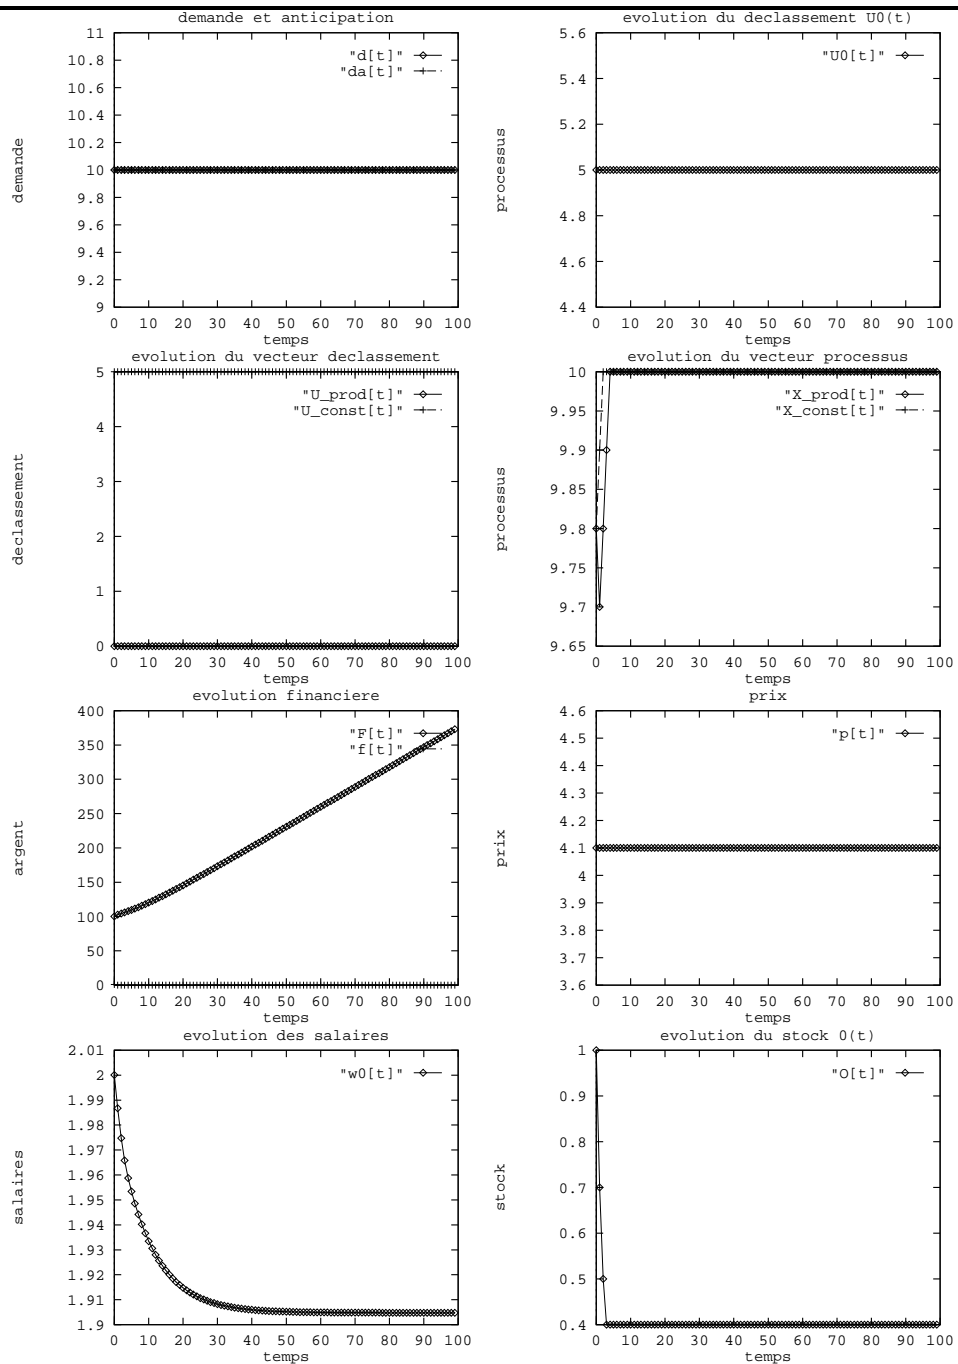 demande et anticipation
"d[t]"
"da[t]"
11
10.8
10.6
10.4
10.2
10
9.8
9.6
9.4
9.2
9
demande
0 10 20 30 40 50 60 70 80 90 100
temps
evolution du declassement U0(t)
"U0[t]"
5.6
5.4
5.2
5
4.8
4.6
4.4
processus
0 10 20 30 40 50 60 70 80 90 100
temps
evolution du vecteur declassement
"U_prod[t]"
"U_const[t]"
5
4
3
2
1
0
declassement
0 10 20 30 40 50 60 70 80 90 100
temps
evolution du vecteur processus
"X_prod[t]"
"X_const[t]"
10
9.95
9.9
9.85
9.8
9.75
9.7
9.65
processus
0 10 20 30 40 50 60 70 80 90 100
temps
evolution financiere
"F[t]"
"f[t]"
400
350
300
250
200
150
100
50
0
argent
0 10 20 30 40 50 60 70 80 90 100
temps
prix
"p[t]"
4.6
4.5
4.4
4.3
4.2
4.1
4
3.9
3.8
3.7
3.6
prix
0 10 20 30 40 50 60 70 80 90 100
temps
evolution des salaires
"w0[t]"
2.01
2
1.99
1.98
1.97
1.96
1.95
1.94
1.93
1.92
1.91
1.9
salaires
0 10 20 30 40 50 60 70 80 90 100
temps
evolution du stock 0(t)
"O[t]"
1
0.9
0.8
0.7
0.6
0.5
0.4
stock
0 10 20 30 40 50 60 70 80 90 100
temps